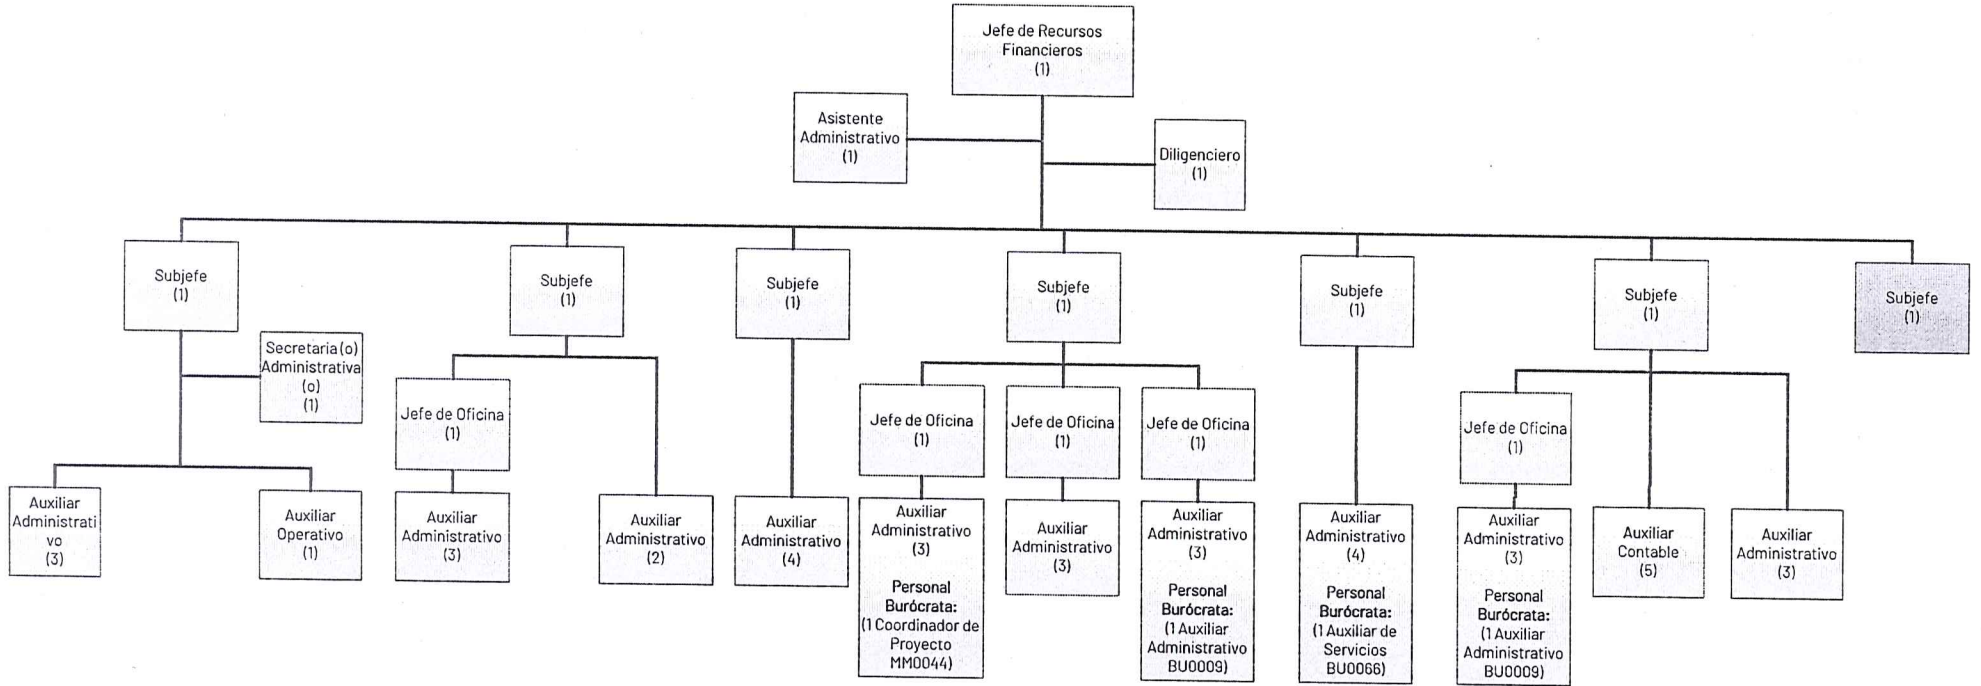 Jefe de Recursos
Financieros
(1)
Asistente
Administrativo
(1)
Diligenciero
(1)
Subjefe
(1)
Subjefe
(1)
Subjefe
(1)
Subjefe
(1)
Subjefe
(1)
Subjefe
(1)
Subjefe
(1)
Secretaria(o)
Administrativa
(o)
(1)
Jefe de Oficina
(1)
Jefe de Oficina
(1)
Jefe de Oficina
(1)
Jefe de Oficina
(1)
Jefe de Oficina
(1)
Auxiliar
Administrati
vo
(3)
Auxiliar
Operativo
(1)
Auxiliar
Administrativo
(3)
Auxiliar
Administrativo
(2)
Auxiliar
Administrativo
(4)
Auxiliar
Administrativo
(3)
Personal
Burócrata:
(1 Coordinador de
Proyecto
MM0044)
Auxiliar
Administrativo
(3)
Auxiliar
Administrativo
(3)
Personal
Burócrata:
(1 Auxiliar
Administrativo
BU0009)
Auxiliar
Administrativo
(4)
Personal
Burócrata:
(1 Auxiliar de
Servicios
BU0066)
Auxiliar
Administrativo
(3)
Personal
Burócrata:
(1 Auxiliar
Administrativo
BU0009)
Auxiliar
Contable
(5)
Auxiliar
Administrativo
(3)